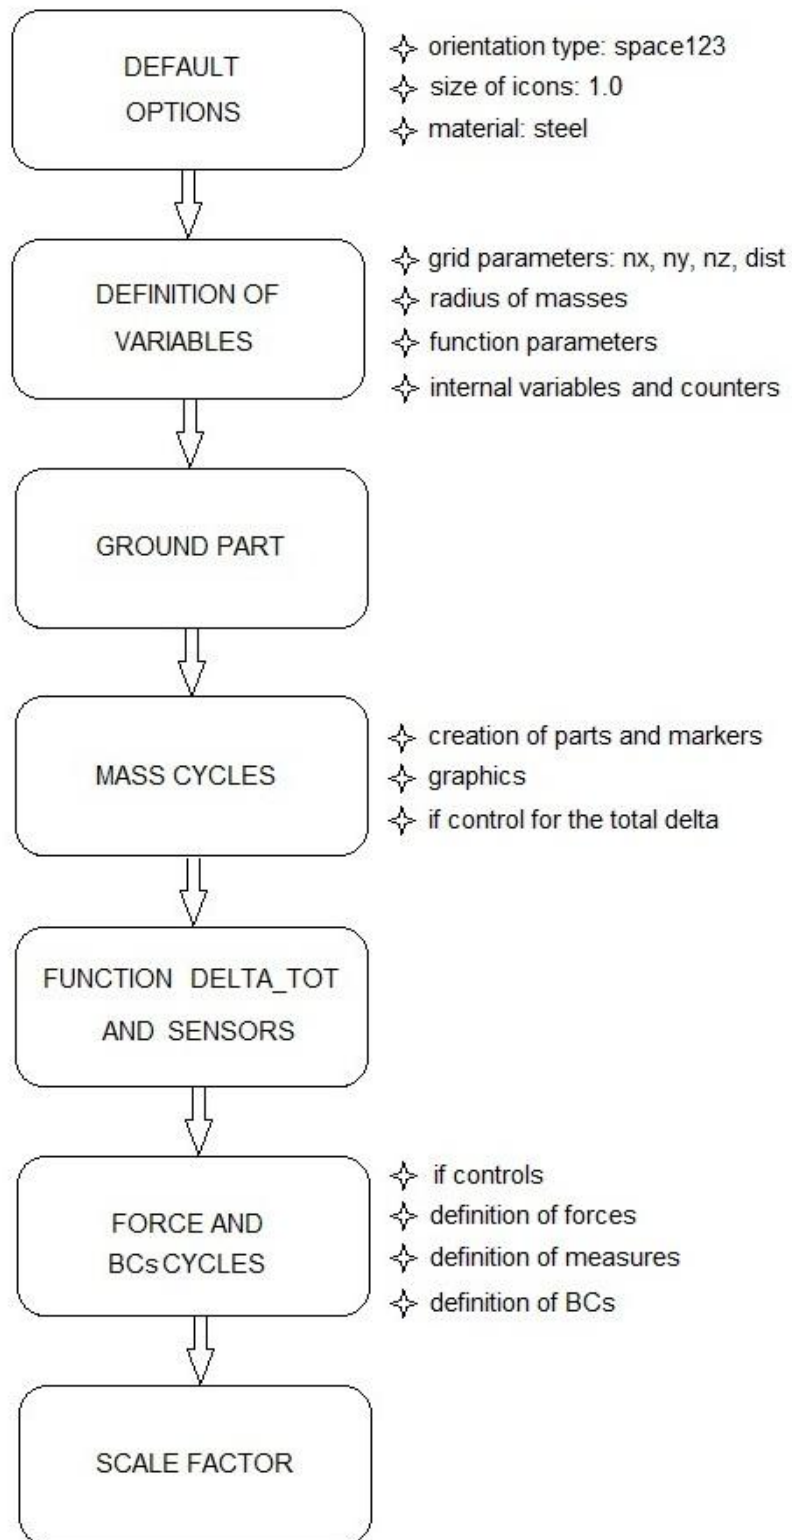 DEFAULT
OPTIONS
orientation type: space123
size of icons: 1.0
material: steel
DEFINITION OF
VARIABLES
grid parameters: nx, ny, nz, dist
radius of masses
function parameters
internal variables and counters
GROUND PART
MASS CYCLES
creation of parts and markers
graphics
if control for the total delta
FUNCTION DELTA_TOT
AND SENSORS
FORCE AND
BCs CYCLES
if controls
definition of forces
definition of measures
definition of BCs
SCALE FACTOR